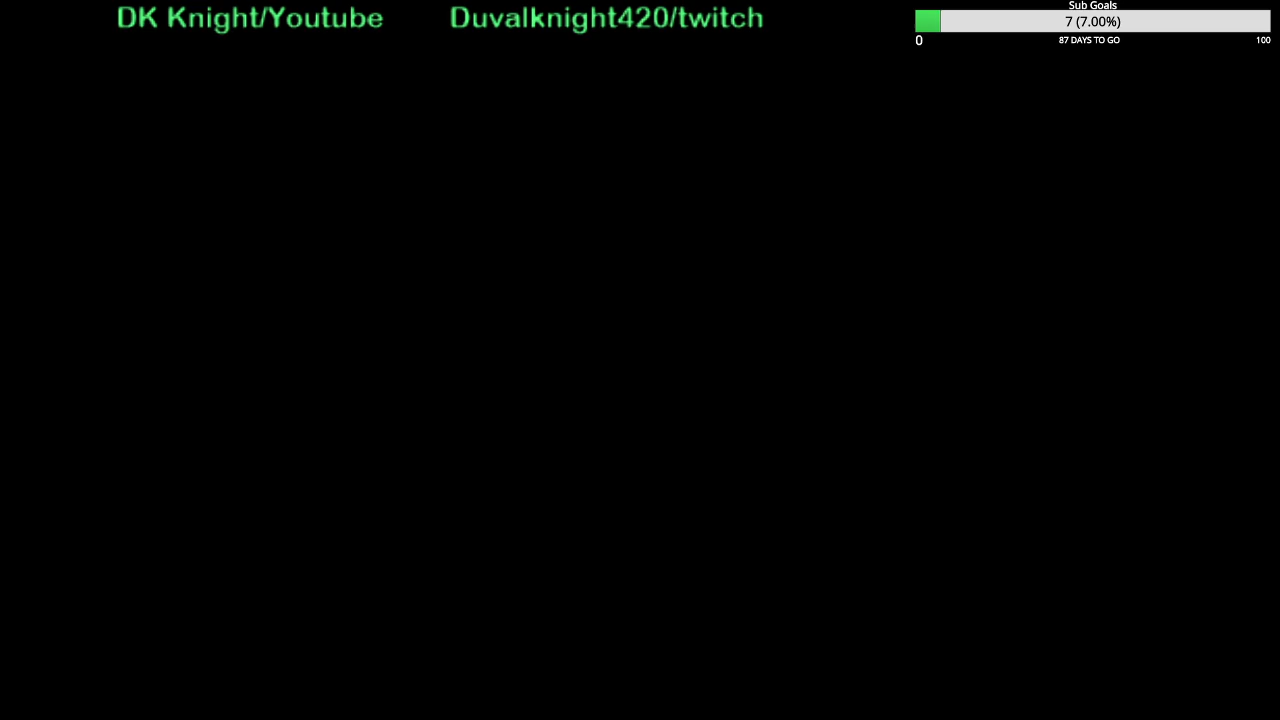 DK Knight/Youtube Duvalknight420/twitch
Sub Goals
7 (7.00%)
0 87 DAYS TO GO 100